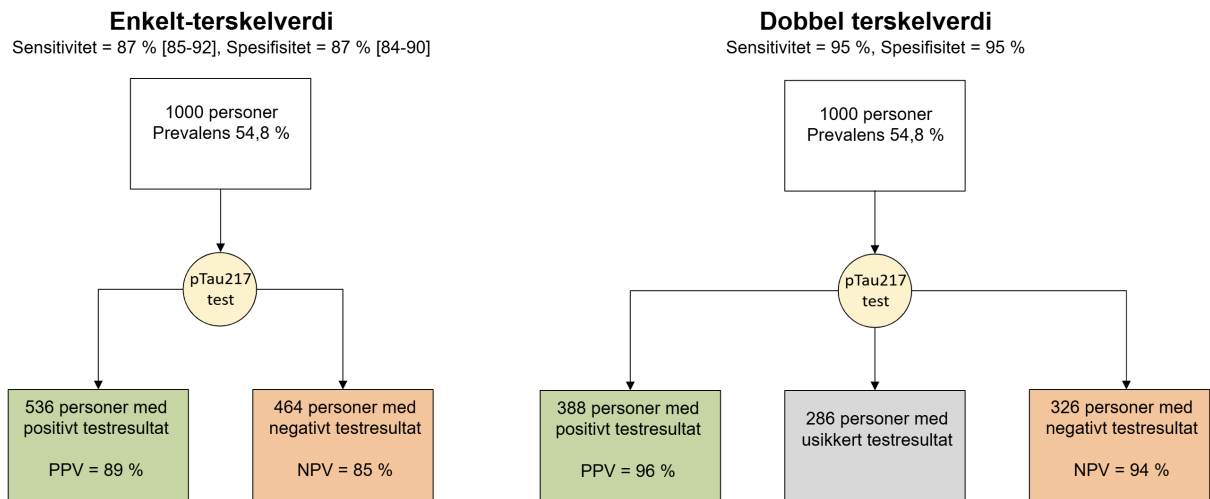 Enkelt-terskelverdi
Sensitivitet = 87 % [85-92], Spesifisitet = 87 % [84-90]
1000 personer
Prevalens 54,8 %
pTau217
test
536 personer med
positivt testresultat
PPV = 89 %
464 personer med
negativt testresultat
NPV = 85 %
Dobbel terskelverdi
Sensitivitet = 95 %, Spesifisitet = 95 %
1000 personer
Prevalens 54,8 %
pTau217
test
388 personer med
positivt testresultat
PPV = 96 %
286 personer med
usikkert testresultat
326 personer med
negativt testresultat
NPV = 94 %